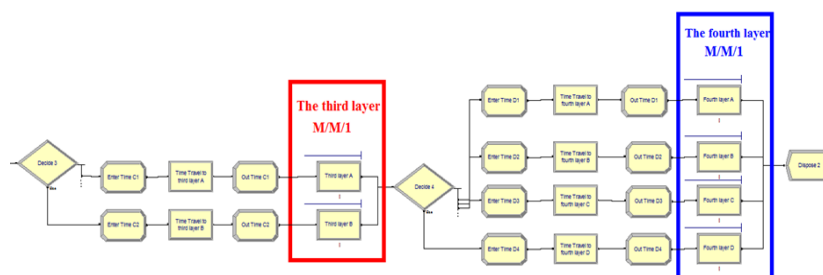 The fourth layer
M/M/1
The third layer
M/M/1
Enter Time D1
Time Travel to
fourth layer A
Out Time D1
Fourth layer A
Decide 3
Enter Time C1
Time Travel to
third layer A
Out Time C1
Third layer A
Decide 4
Enter Time D2
Time Travel to
fourth layer B
Out Time D2
Fourth layer B
Dispose 2
Enter Time D3
Time Travel to
fourth layer C
Out Time D3
Fourth layer C
Enter Time C2
Time Travel to
third layer B
Out Time C2
Third layer B
Enter Time D4
Time Travel to
fourth layer D
Out Time D4
Fourth layer D